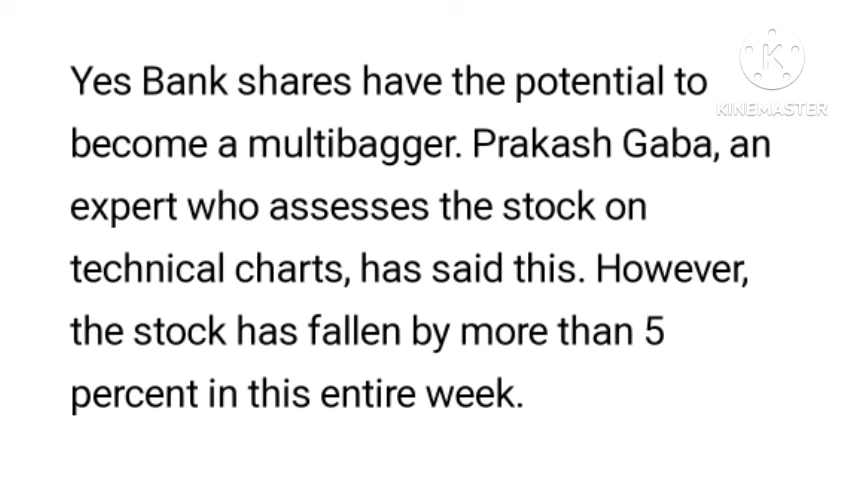 Yes Bank shares have the potential to
become a multibagger. Prakash Gaba, an
expert who assesses the stock on
technical charts, has said this. However,
the stock has fallen by more than 5
percent in this entire week.
K
KINEMASTER